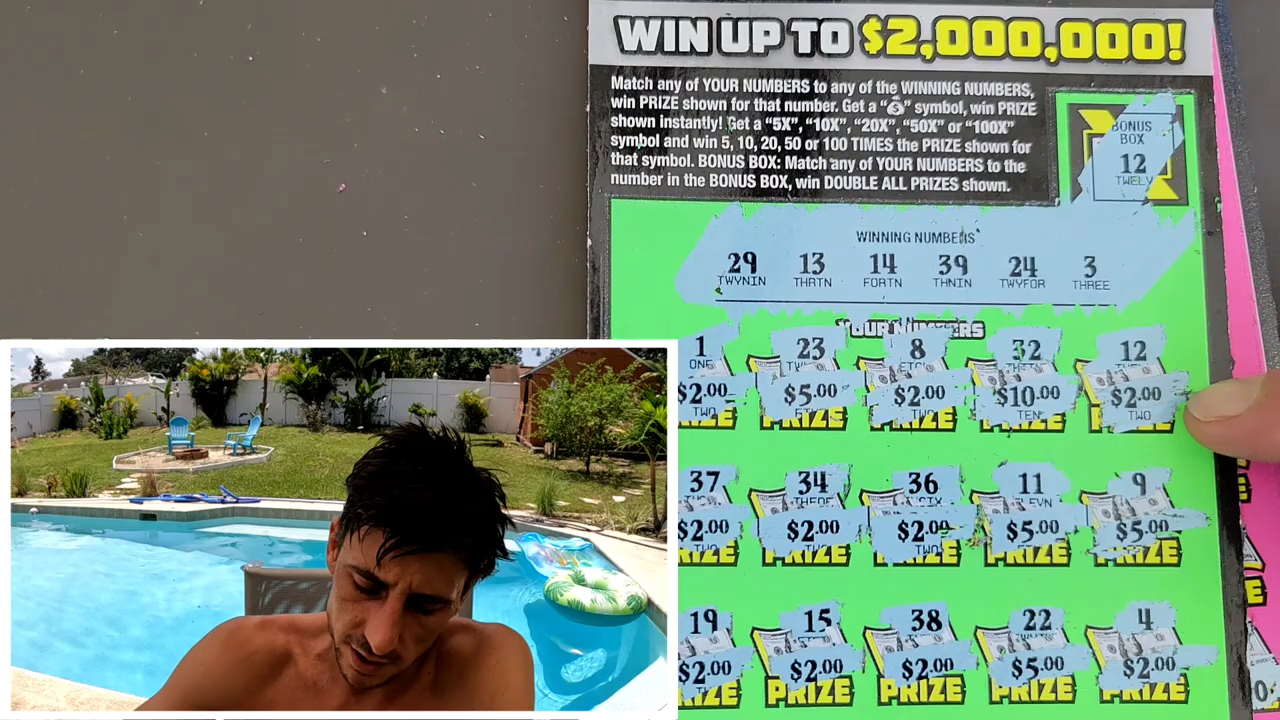 WIN UP TO $2,000,000!
Match any of YOUR NUMBERS to any of the WINNING NUMBERS,
win PRIZE shown for that number. Get a "💰" symbol, win PRIZE
shown instantly! Get a "5X", "10X", "20X", "50X" or "100X"
symbol and win 5, 10, 20, 50 or 100 TIMES the PRIZE shown for
that symbol. BONUS BOX: Match any of YOUR NUMBERS to the
number in the BONUS BOX, win DOUBLE ALL PRIZES shown.
BONUS
BOX
12
TWELV
WINNING NUMBERS
29 13 14 39 24 3
TWYNIN THRTN FORTN THNIN TWYFOR THREE
YOUR NUMBERS
1 23 8 32 12
ONE
$2.00 $5.00 $2.00 $10.00 $2.00
TWO TWO TEN TWO
PRIZE PRIZE PRIZE PRIZE
37 34 36 11 9
$2.00 $2.00 $2.00 $5.00 $5.00
TWO
PRIZE PRIZE PRIZE PRIZE PRIZE
19 15 38 22 4
$2.00 $2.00 $2.00 $5.00 $2.00
PRIZE PRIZE PRIZE PRIZE PRIZE